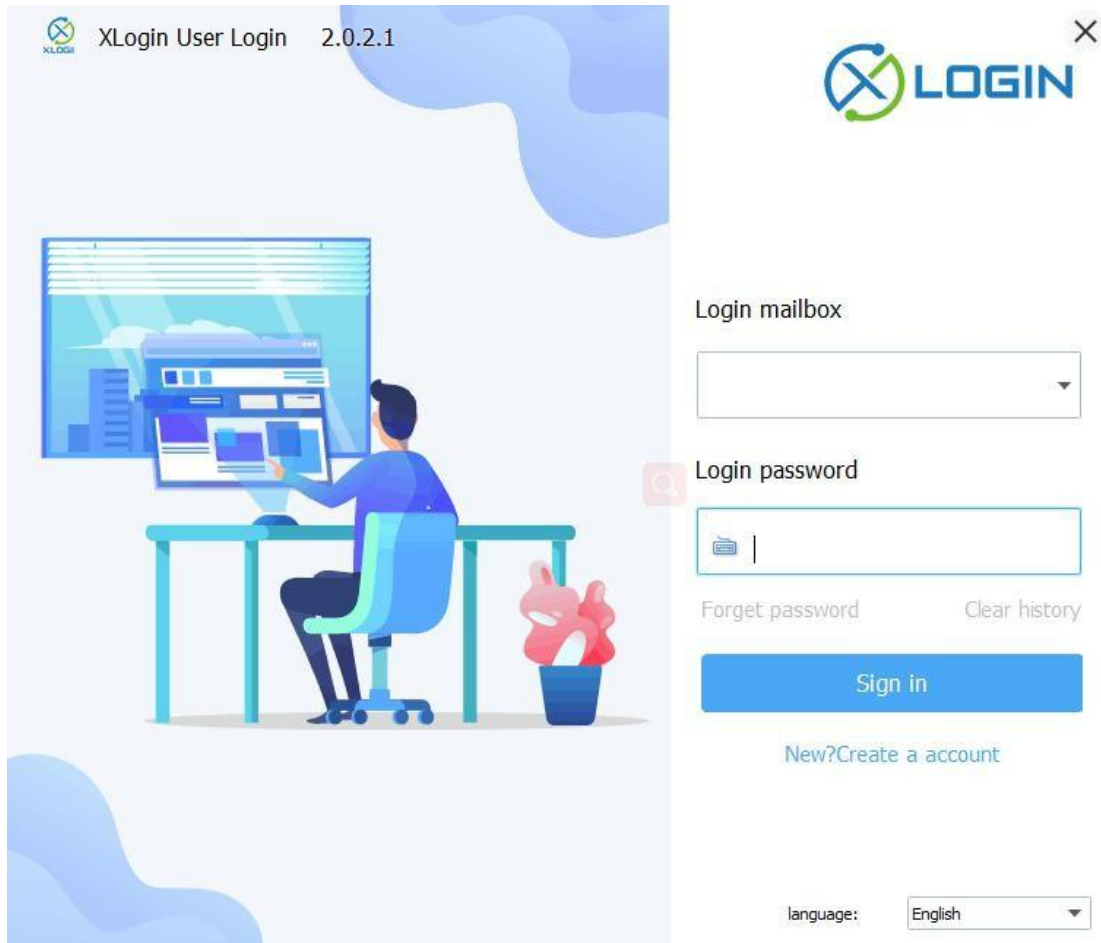 XLOGIN
XLogin User Login 2.0.2.1
LOGIN
Login mailbox
Login password
Forget password Clear history
Sign in
New?Create a account
language: English